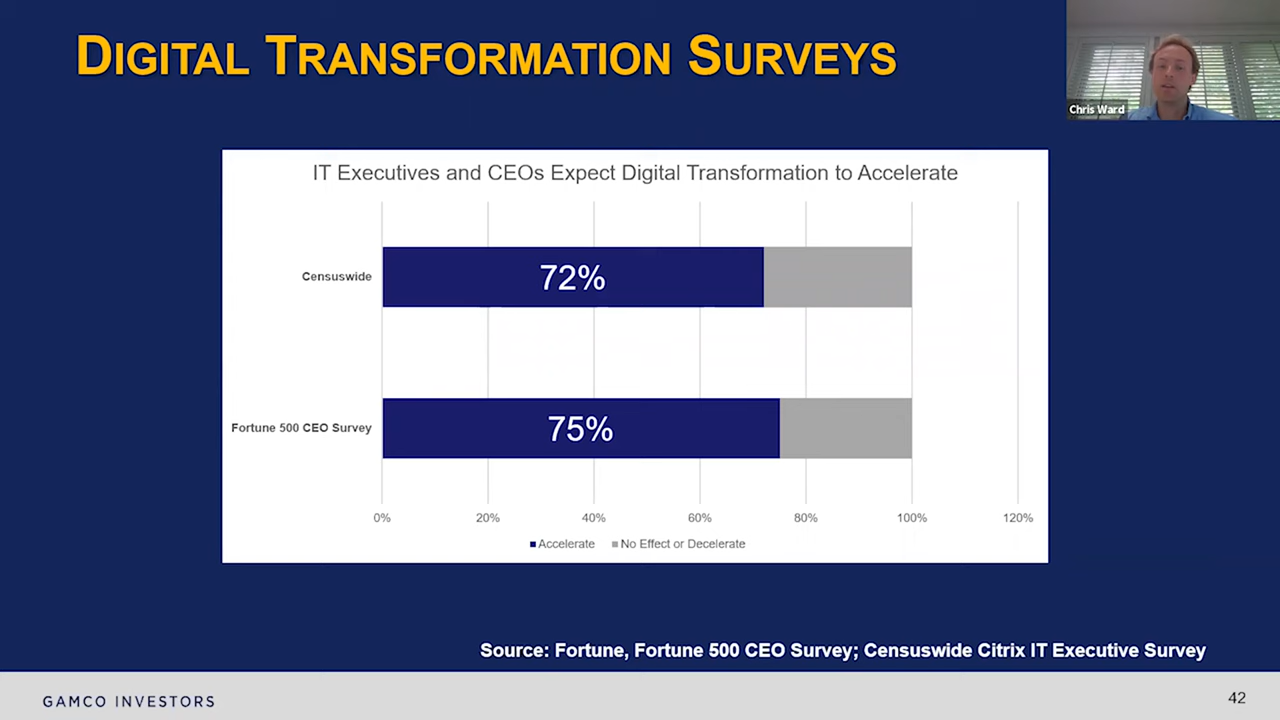 DIGITAL TRANSFORMATION SURVEYS
Chris Ward
IT Executives and CEOs Expect Digital Transformation to Accelerate
Censuswide
72%
Fortune 500 CEO Survey
75%
0% 20% 40% 60% 80% 100% 120%
Accelerate No Effect or Decelerate
Source: Fortune, Fortune 500 CEO Survey; Censuswide Citrix IT Executive Survey
GAMCO INVESTORS
42